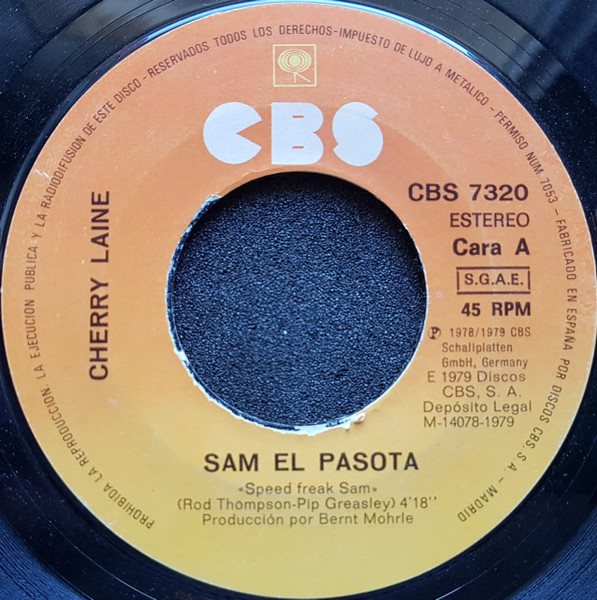 PROHIBIDA LA REPRODUCCION, LA EJECUCION PUBLICA Y LA RADIODIFUSION DE ESTE DISCO - RESERVADOS TODOS LOS DERECHOS - IMPUESTO DE LUJO A METALICO - PERMISO NUM. 7053 - FABRICADO EN ESPAÑA POR DISCOS CBS, S.A. - MADRID
CBS
CHERRY LAINE
CBS 7320
ESTEREO
Cara A
S.G.A.E.
45 RPM
Ⓟ 1978/1979 CBS
Schallplatten
GmbH, Germany
E 1979 Discos
CBS, S. A.
Depósito Legal
M-14078-1979
SAM EL PASOTA
«Speed freak Sam»
(Rod Thompson-Pip Greasley) 4'18''
Producción por Bernt Mohrle